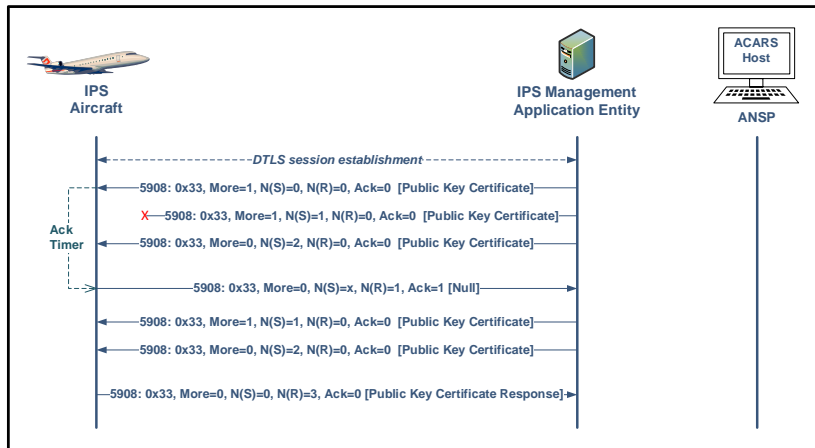 ACARS
Host
IPS
Aircraft
IPS Management
Application Entity
ANSP
DTLS session establishment
5908: 0x33, More=1, N(S)=0, N(R)=0, Ack=0 [Public Key Certificate]
X 5908: 0x33, More=1, N(S)=1, N(R)=0, Ack=0 [Public Key Certificate]
Ack
Timer
5908: 0x33, More=0, N(S)=2, N(R)=0, Ack=0 [Public Key Certificate]
5908: 0x33, More=0, N(S)=x, N(R)=1, Ack=1 [Null]
5908: 0x33, More=1, N(S)=1, N(R)=0, Ack=0 [Public Key Certificate]
5908: 0x33, More=0, N(S)=2, N(R)=0, Ack=0 [Public Key Certificate]
5908: 0x33, More=0, N(S)=0, N(R)=3, Ack=0 [Public Key Certificate Response]